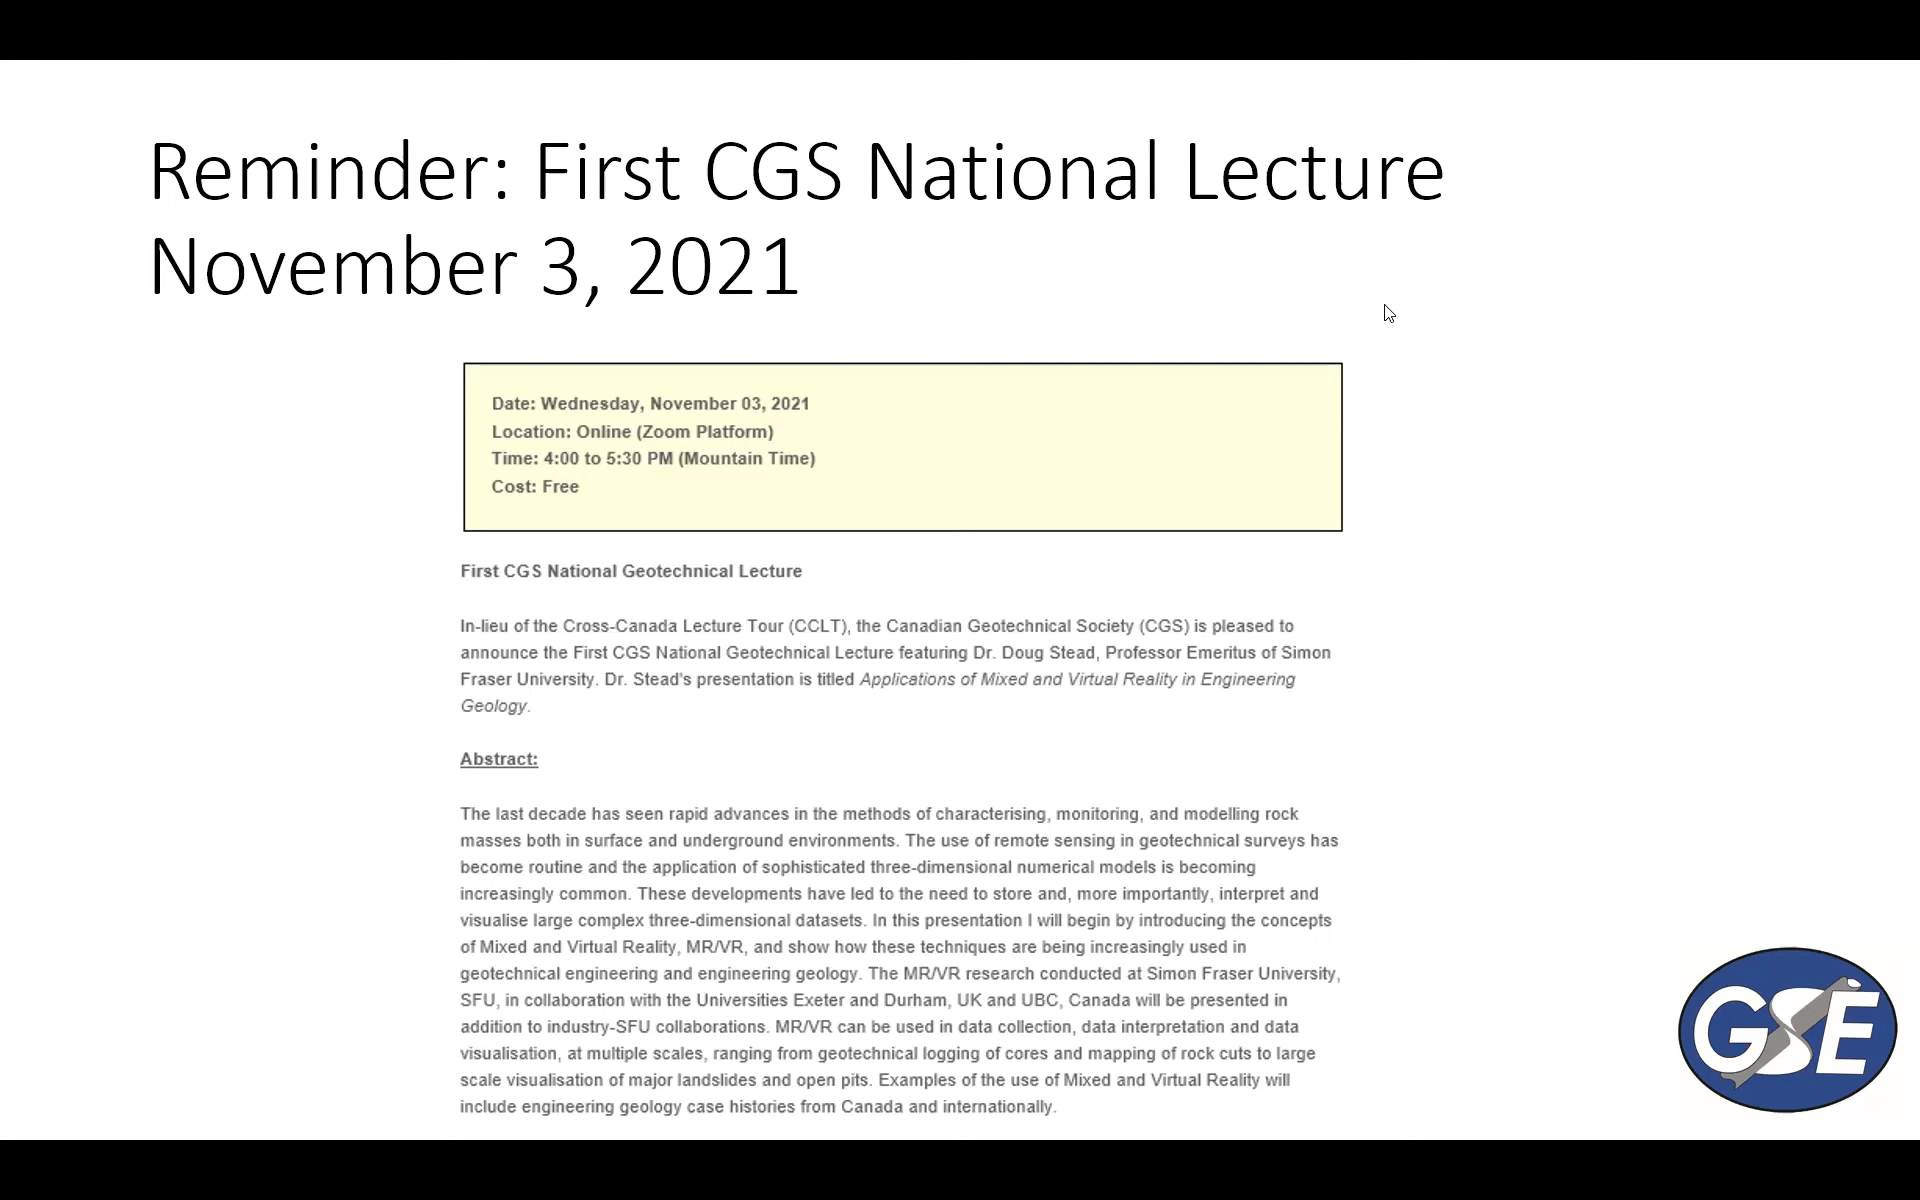 Reminder: First CGS National Lecture
November 3, 2021
Date: Wednesday, November 03, 2021
Location: Online (Zoom Platform)
Time: 4:00 to 5:30 PM (Mountain Time)
Cost: Free
First CGS National Geotechnical Lecture
In-lieu of the Cross-Canada Lecture Tour (CCLT), the Canadian Geotechnical Society (CGS) is pleased to
announce the First CGS National Geotechnical Lecture featuring Dr. Doug Stead, Professor Emeritus of Simon
Fraser University. Dr. Stead's presentation is titled Applications of Mixed and Virtual Reality in Engineering
Geology.
Abstract:
The last decade has seen rapid advances in the methods of characterising, monitoring, and modelling rock
masses both in surface and underground environments. The use of remote sensing in geotechnical surveys has
become routine and the application of sophisticated three-dimensional numerical models is becoming
increasingly common. These developments have led to the need to store and, more importantly, interpret and
visualise large complex three-dimensional datasets. In this presentation I will begin by introducing the concepts
of Mixed and Virtual Reality, MR/VR, and show how these techniques are being increasingly used in
geotechnical engineering and engineering geology. The MR/VR research conducted at Simon Fraser University,
SFU, in collaboration with the Universities Exeter and Durham, UK and UBC, Canada will be presented in
addition to industry-SFU collaborations. MR/VR can be used in data collection, data interpretation and data
visualisation, at multiple scales, ranging from geotechnical logging of cores and mapping of rock cuts to large
scale visualisation of major landslides and open pits. Examples of the use of Mixed and Virtual Reality will
include engineering geology case histories from Canada and internationally.
GSE